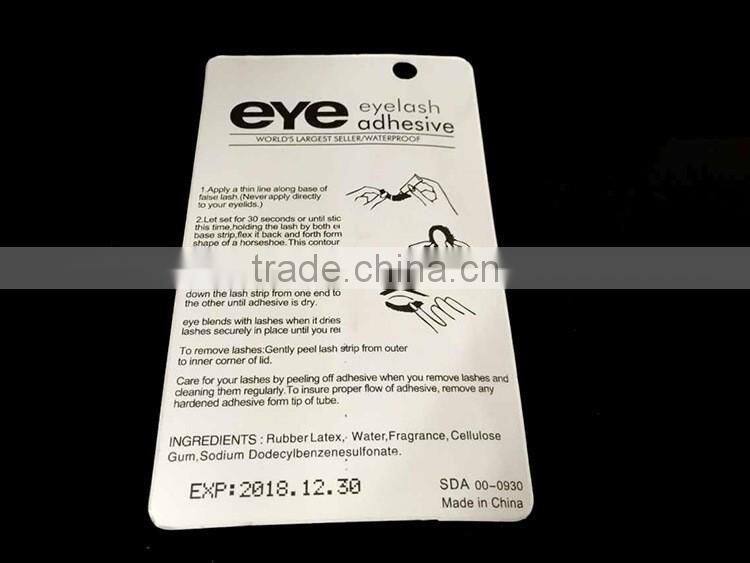 eye eyelash
adhesive
WORLD'S LARGEST SELLER/WATERPROOF
1.Apply a thin line along base of
false lash.(Never apply directly
to your eyelids.)
2.Let set for 30 seconds or until
this time,holding the lash by both
base strip,flex it back and forth form
shape of a horseshoe.This contour
trade.china.cn
down the lash strip from one end to
the other until adhesive is dry.
eye blends with lashes when it dries
lashes securely in place until you
To remove lashes:Gently peel lash strip from outer
to inner corner of lid.
Care for your lashes by peeling off adhesive when you remove lashes and
cleaning them regularly.To insure proper flow of adhesive, remove any
hardened adhesive form tip of tube.
INGREDIENTS : Rubber Latex, Water,Fragrance, Cellulose
Gum,Sodium Dodecylbenzenesulfonate.
EXP:2018.12.30
SDA 00-0930
Made in China